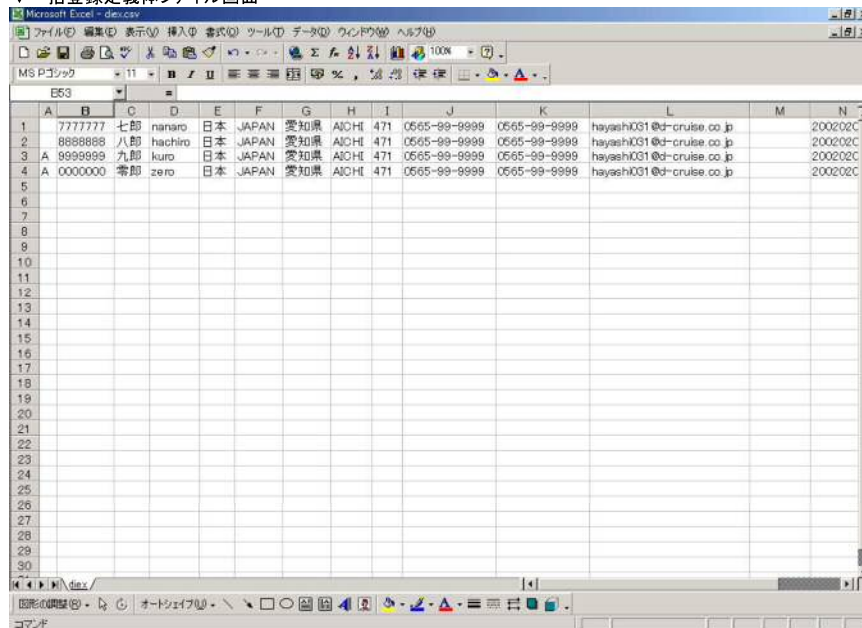 Microsoft Excel - diex.csv
ファイル(F) 編集(E) 表示(V) 挿入(I) 書式(O) ツール(T) データ(D) ウィンドウ(W) ヘルプ(H)
100%
MS Pゴシック 11 B I U
B53 =
A B C D E F G H I J K L M N
1 7777777 七郎 nanaro 日本 JAPAN 愛知県 AICHI 471 0565-99-9999 0565-99-9999 hayashi031@d-cruise.co.jp 2002020
2 8888888 八郎 hachiro 日本 JAPAN 愛知県 AICHI 471 0565-99-9999 0565-99-9999 hayashi031@d-cruise.co.jp 2002020
3 A 9999999 九郎 kuro 日本 JAPAN 愛知県 AICHI 471 0565-99-9999 0565-99-9999 hayashi031@d-cruise.co.jp 2002020
4 A 0000000 零郎 zero 日本 JAPAN 愛知県 AICHI 471 0565-99-9999 0565-99-9999 hayashi031@d-cruise.co.jp 2002020
5
6
7
8
9
10
11
12
13
14
15
16
17
18
19
20
21
22
23
24
25
26
27
28
29
30
diex
図形の調整(R) オートシェイプ(U)
コマンド